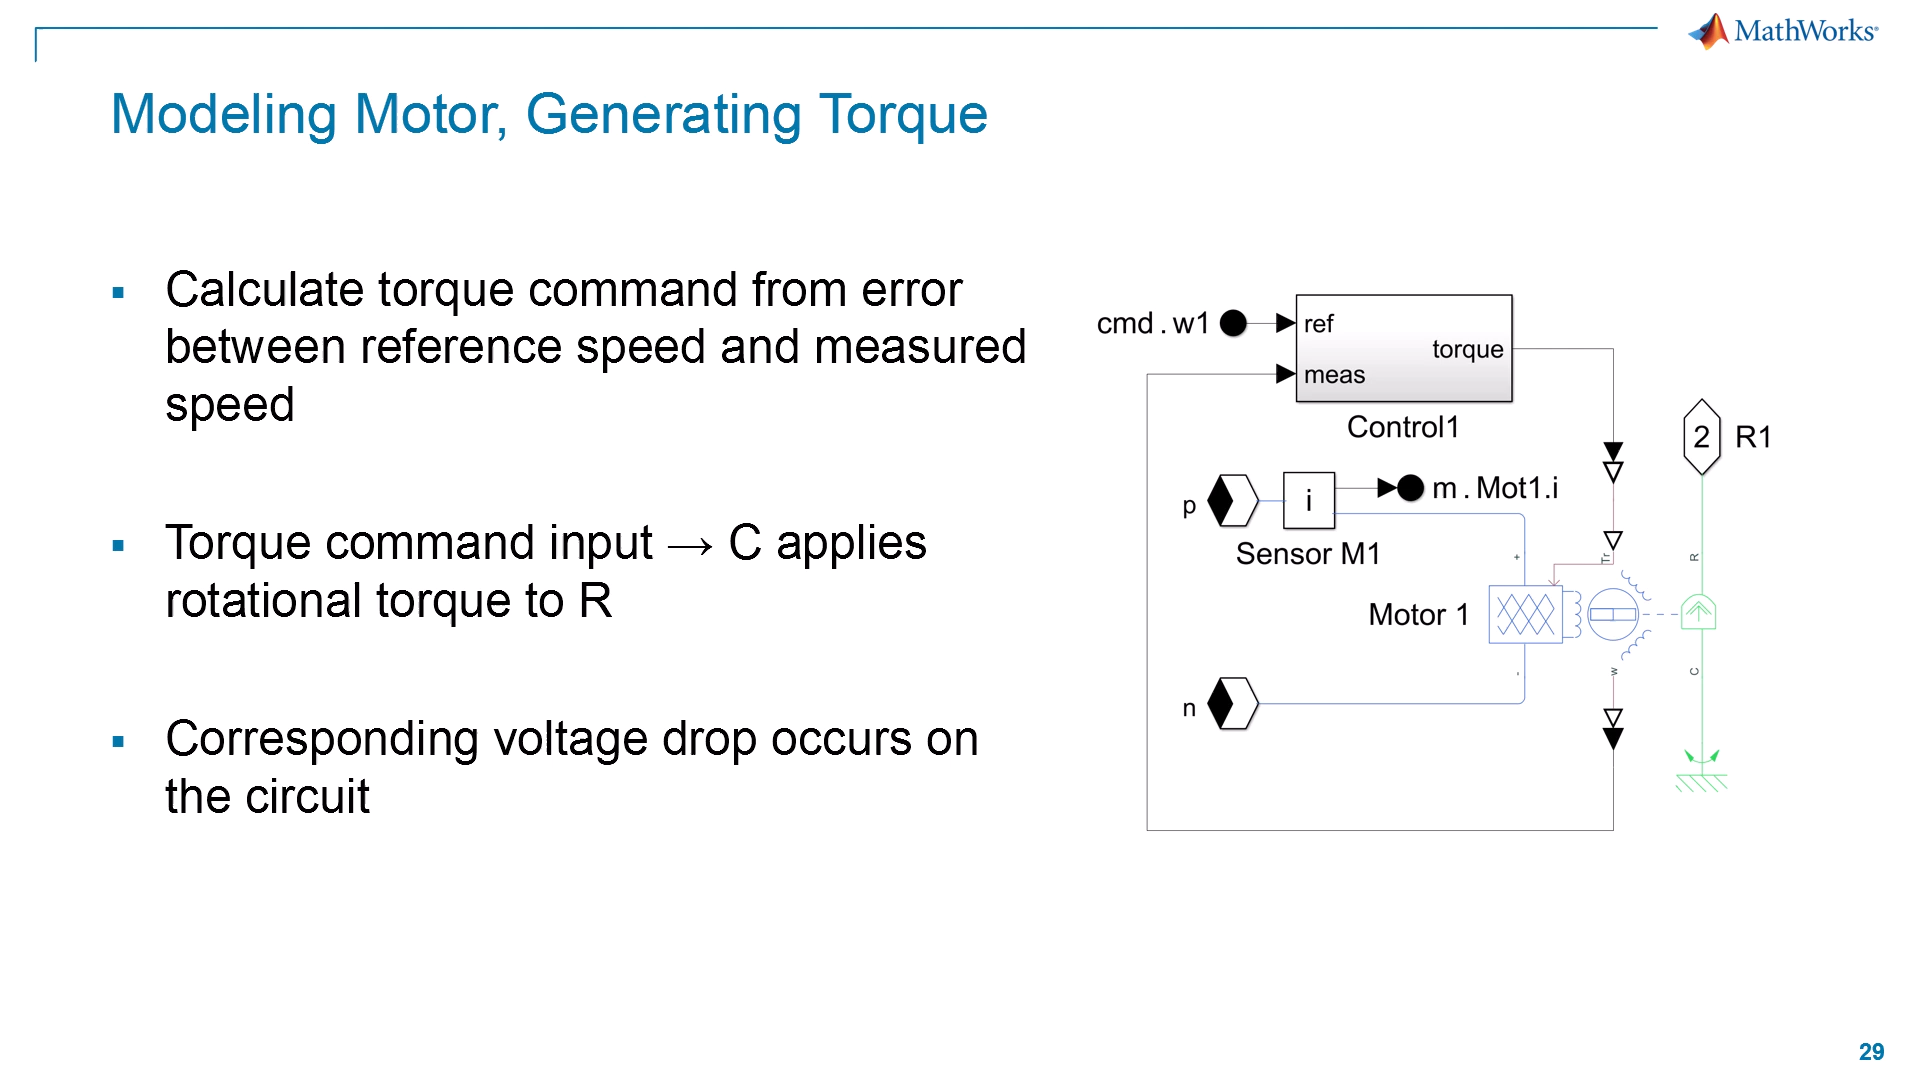 MathWorks
Modeling Motor, Generating Torque
▪ Calculate torque command from error
between reference speed and measured
speed
▪ Torque command input → C applies
rotational torque to R
▪ Corresponding voltage drop occurs on
the circuit
cmd . w1
ref
torque
meas
Control1
2 R1
p
i
m . Mot1.i
Sensor M1
+
Tr
R
Motor 1
-
w
C
n
29